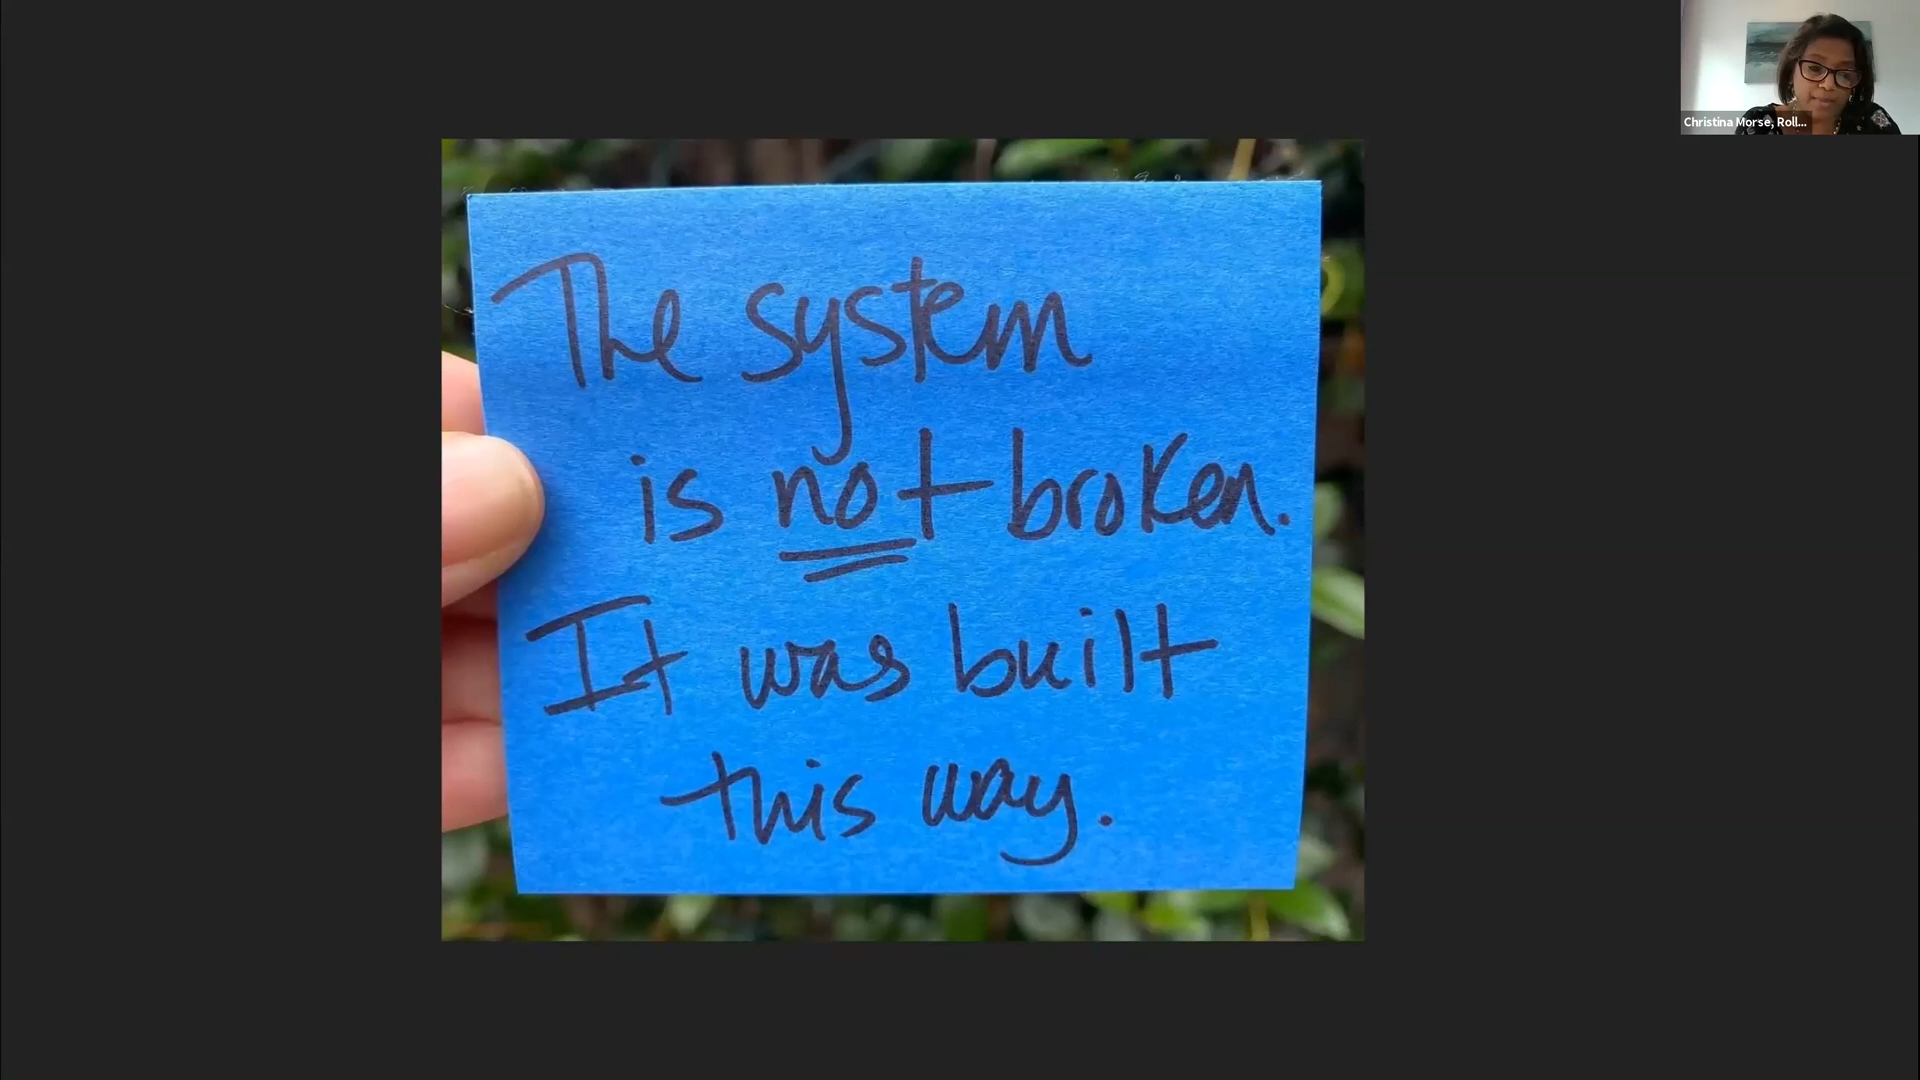 Christina Morse, Roll...
The system
is not broken.
It was built
this way.